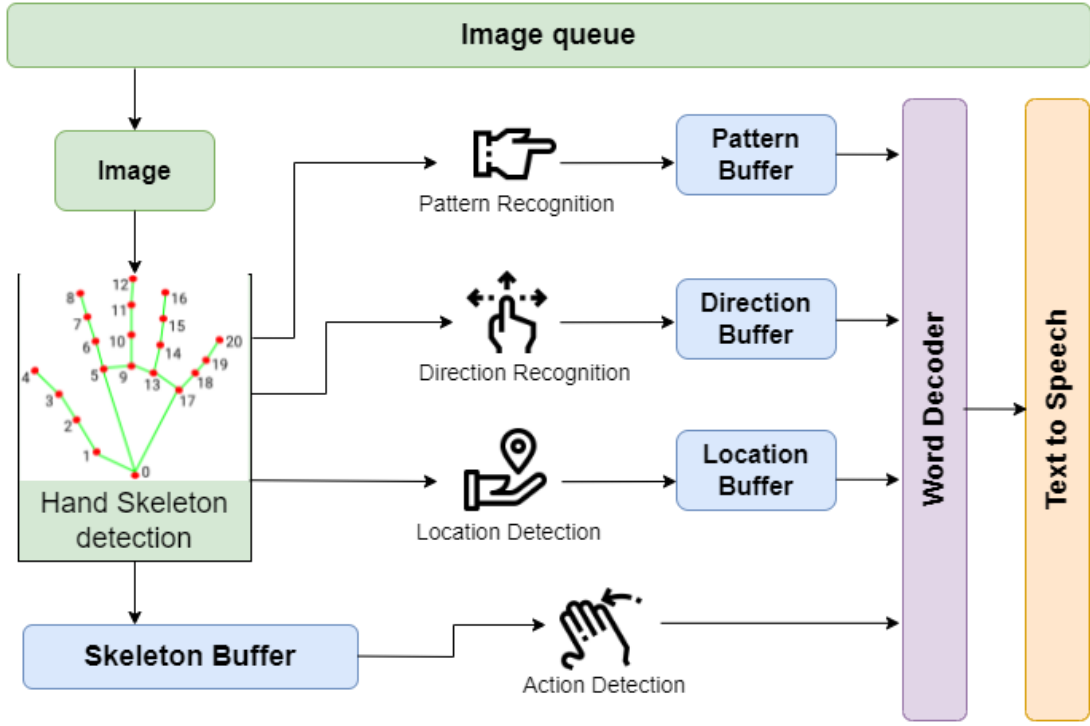 Image queue
Image
Pattern Recognition
Pattern
Buffer
12
8
16
11
7
15
10
6
14
20
19
5
9
13
18
4
17
3
2
1
0
Hand Skeleton
detection
Direction Recognition
Direction
Buffer
Location Detection
Location
Buffer
Skeleton Buffer
Action Detection
Word Decoder
Text to Speech